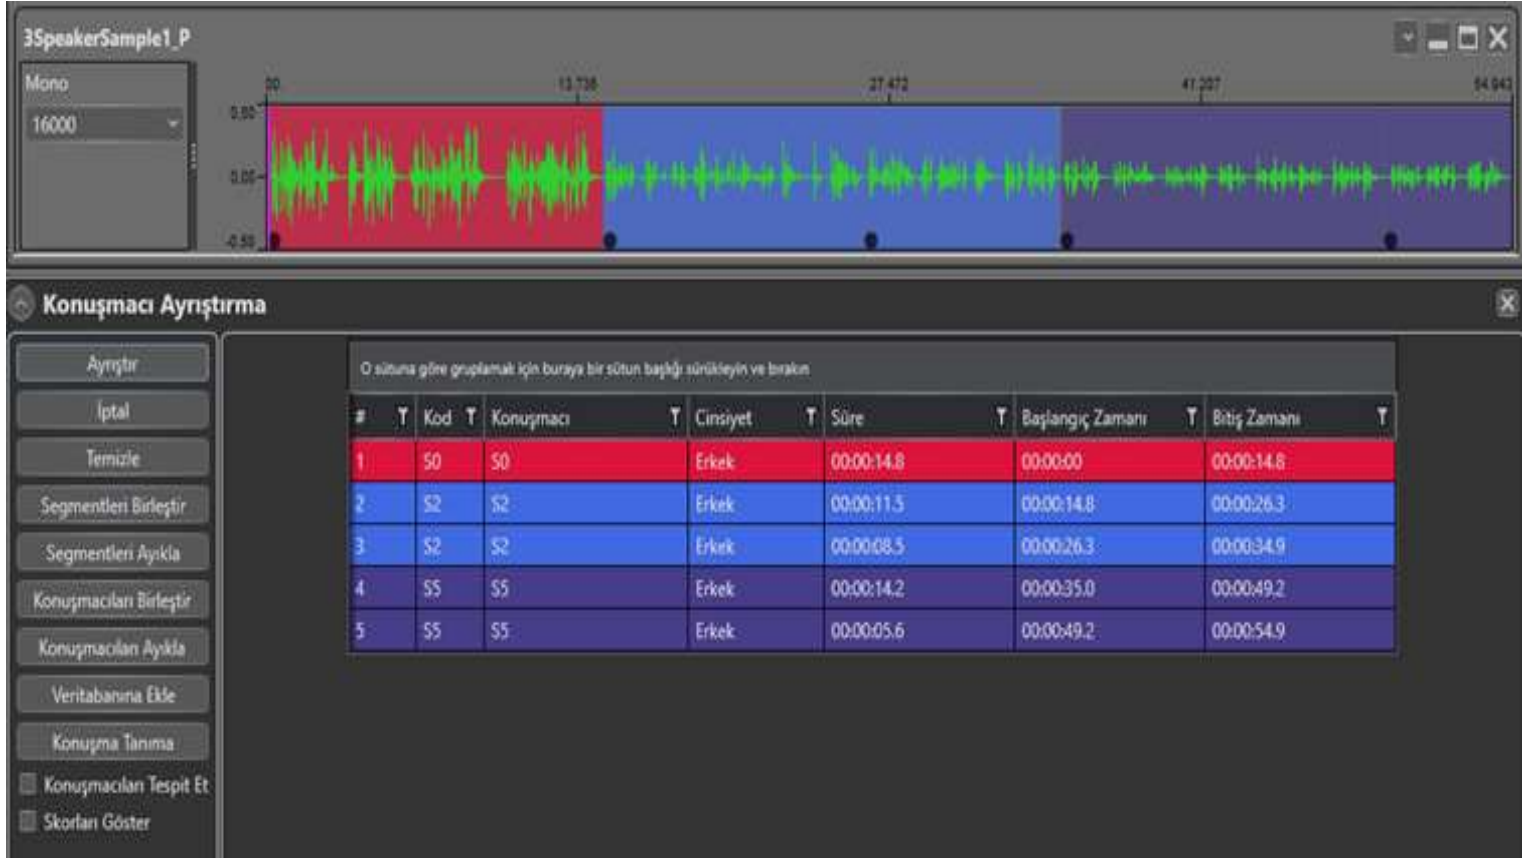 3SpeakerSample1_P
Mono
16000
00 13.736 27.472 41.207 54.943
0.50
0.00
-0.50
Konuşmacı Ayrıştırma
Ayrıştır
İptal
Temizle
Segmentleri Birleştir
Segmentleri Ayıkla
Konuşmacıları Birleştir
Konuşmacıları Ayıkla
Veritabanına Ekle
Konuşma Tanıma
Konuşmacıları Tespit Et
Skorları Göster
O sütuna göre gruplamak için buraya bir sütun başlığı sürükleyin ve bırakın
# Kod Konuşmacı Cinsiyet Süre Başlangıç Zamanı Bitiş Zamanı
1 S0 S0 Erkek 00:00:14.8 00:00:00 00:00:14.8
2 S2 S2 Erkek 00:00:11.5 00:00:14.8 00:00:26.3
3 S2 S2 Erkek 00:00:08.5 00:00:26.3 00:00:34.9
4 S5 S5 Erkek 00:00:14.2 00:00:35.0 00:00:49.2
5 S5 S5 Erkek 00:00:05.6 00:00:49.2 00:00:54.9